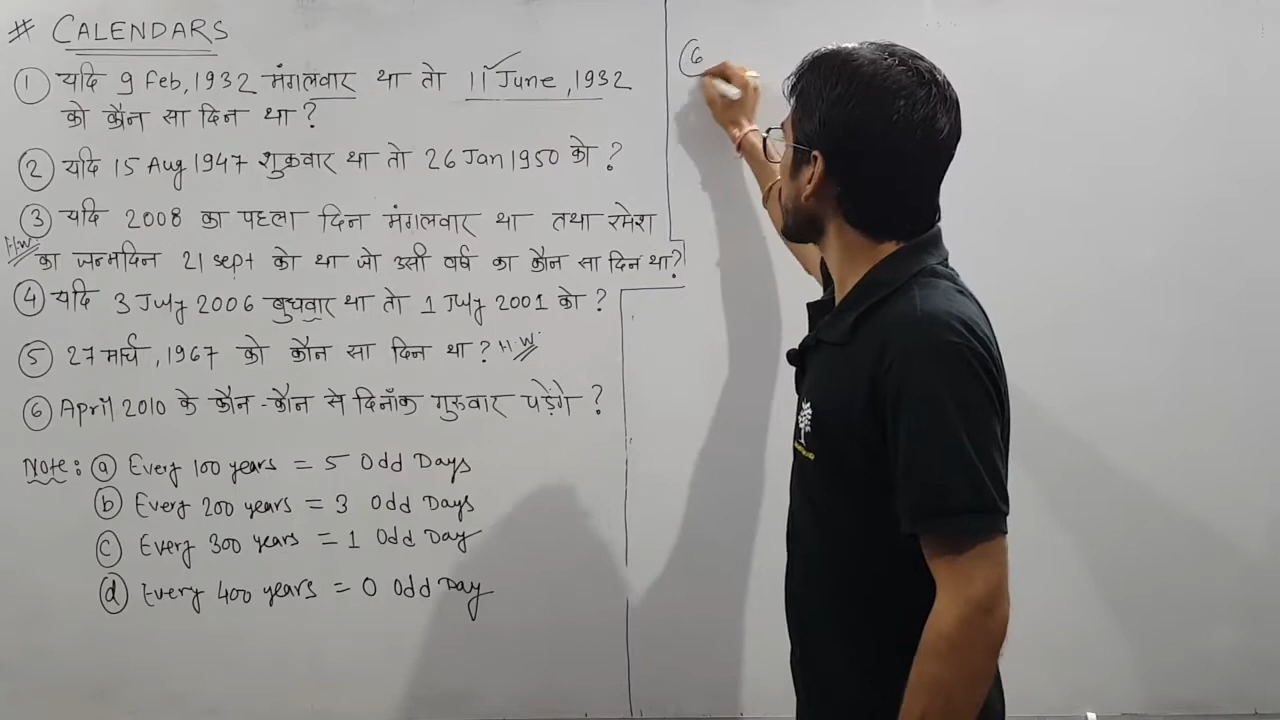 # CALENDARS
① यदि 9 Feb,1932 मंगलवार था तो 11 June,1932
को कौन सा दिन था?
② यदि 15 Aug 1947 शुक्रवार था तो 26 Jan 1950 को?
③ यदि 2008 का पहला दिन मंगलवार था तथा रमेश
H.W का जन्मदिन 21 sept को था जो उसी वर्ष का कौन सा दिन था?
④ यदि 3 July 2006 बुधवार था तो 1 July 2001 को?
⑤ 27 मार्च, 1967 को कौन सा दिन था? H.W.
⑥ April 2010 के कौन-कौन से दिनाँक गुरुवार पड़ेंगे?
Note: ⓐ Every 100 years = 5 Odd Days
ⓑ Every 200 years = 3 Odd Days
ⓒ Every 300 years = 1 Odd Day
ⓓ Every 400 years = 0 Odd Day
⑥